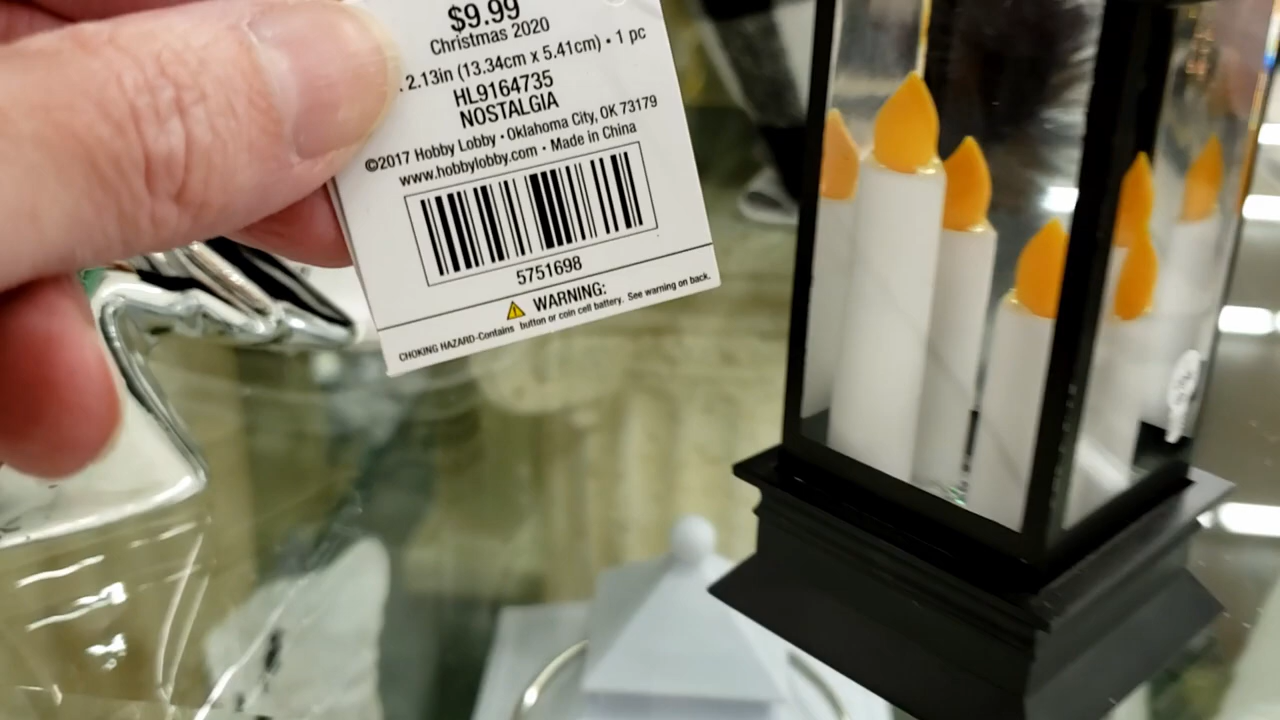 $9.99
Christmas 2020
2.13in (13.34cm x 5.41cm) • 1 pc
HL9164735
NOSTALGIA
©2017 Hobby Lobby • Oklahoma City, OK 73179
www.hobbylobby.com • Made in China
5751698
WARNING:
CHOKING HAZARD-Contains button or coin cell battery. See warning on back.